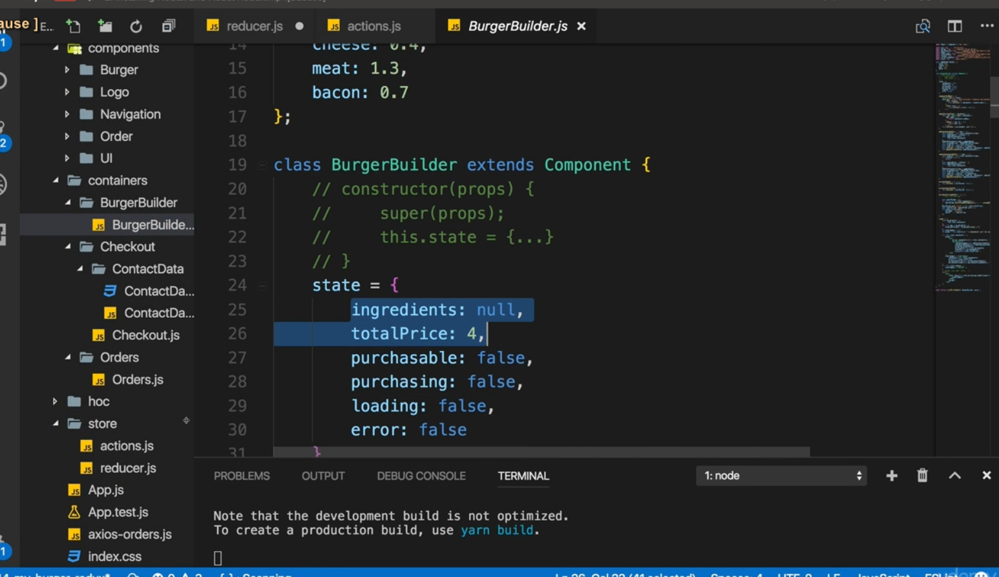 ause ]
E...
reducer.js
actions.js
BurgerBuilder.js
1
2
1
components
Burger
Logo
Navigation
Order
UI
containers
BurgerBuilder
BurgerBuilde...
Checkout
ContactData
ContactDa...
ContactDa...
Checkout.js
Orders
Orders.js
hoc
store
actions.js
reducer.js
App.js
App.test.js
axios-orders.js
index.css
14 cheese: 0.4,
15 meat: 1.3,
16 bacon: 0.7
17 };
18
19 class BurgerBuilder extends Component {
20 // constructor(props) {
21 //     super(props);
22 //     this.state = {...}
23 // }
24 state = {
25 ingredients: null,
26 totalPrice: 4,
27 purchasable: false,
28 purchasing: false,
29 loading: false,
30 error: false
31 }
PROBLEMS OUTPUT DEBUG CONSOLE TERMINAL 1: node
Note that the development build is not optimized.
To create a production build, use yarn build.